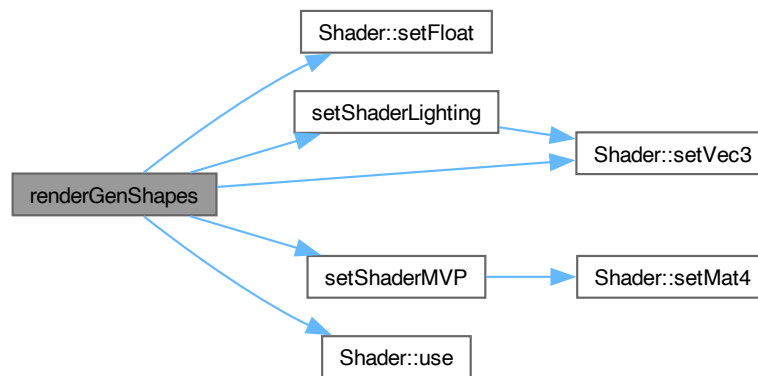 Shader::setFloat
setShaderLighting
Shader::setVec3
renderGenShapes
setShaderMVP
Shader::setMat4
Shader::use